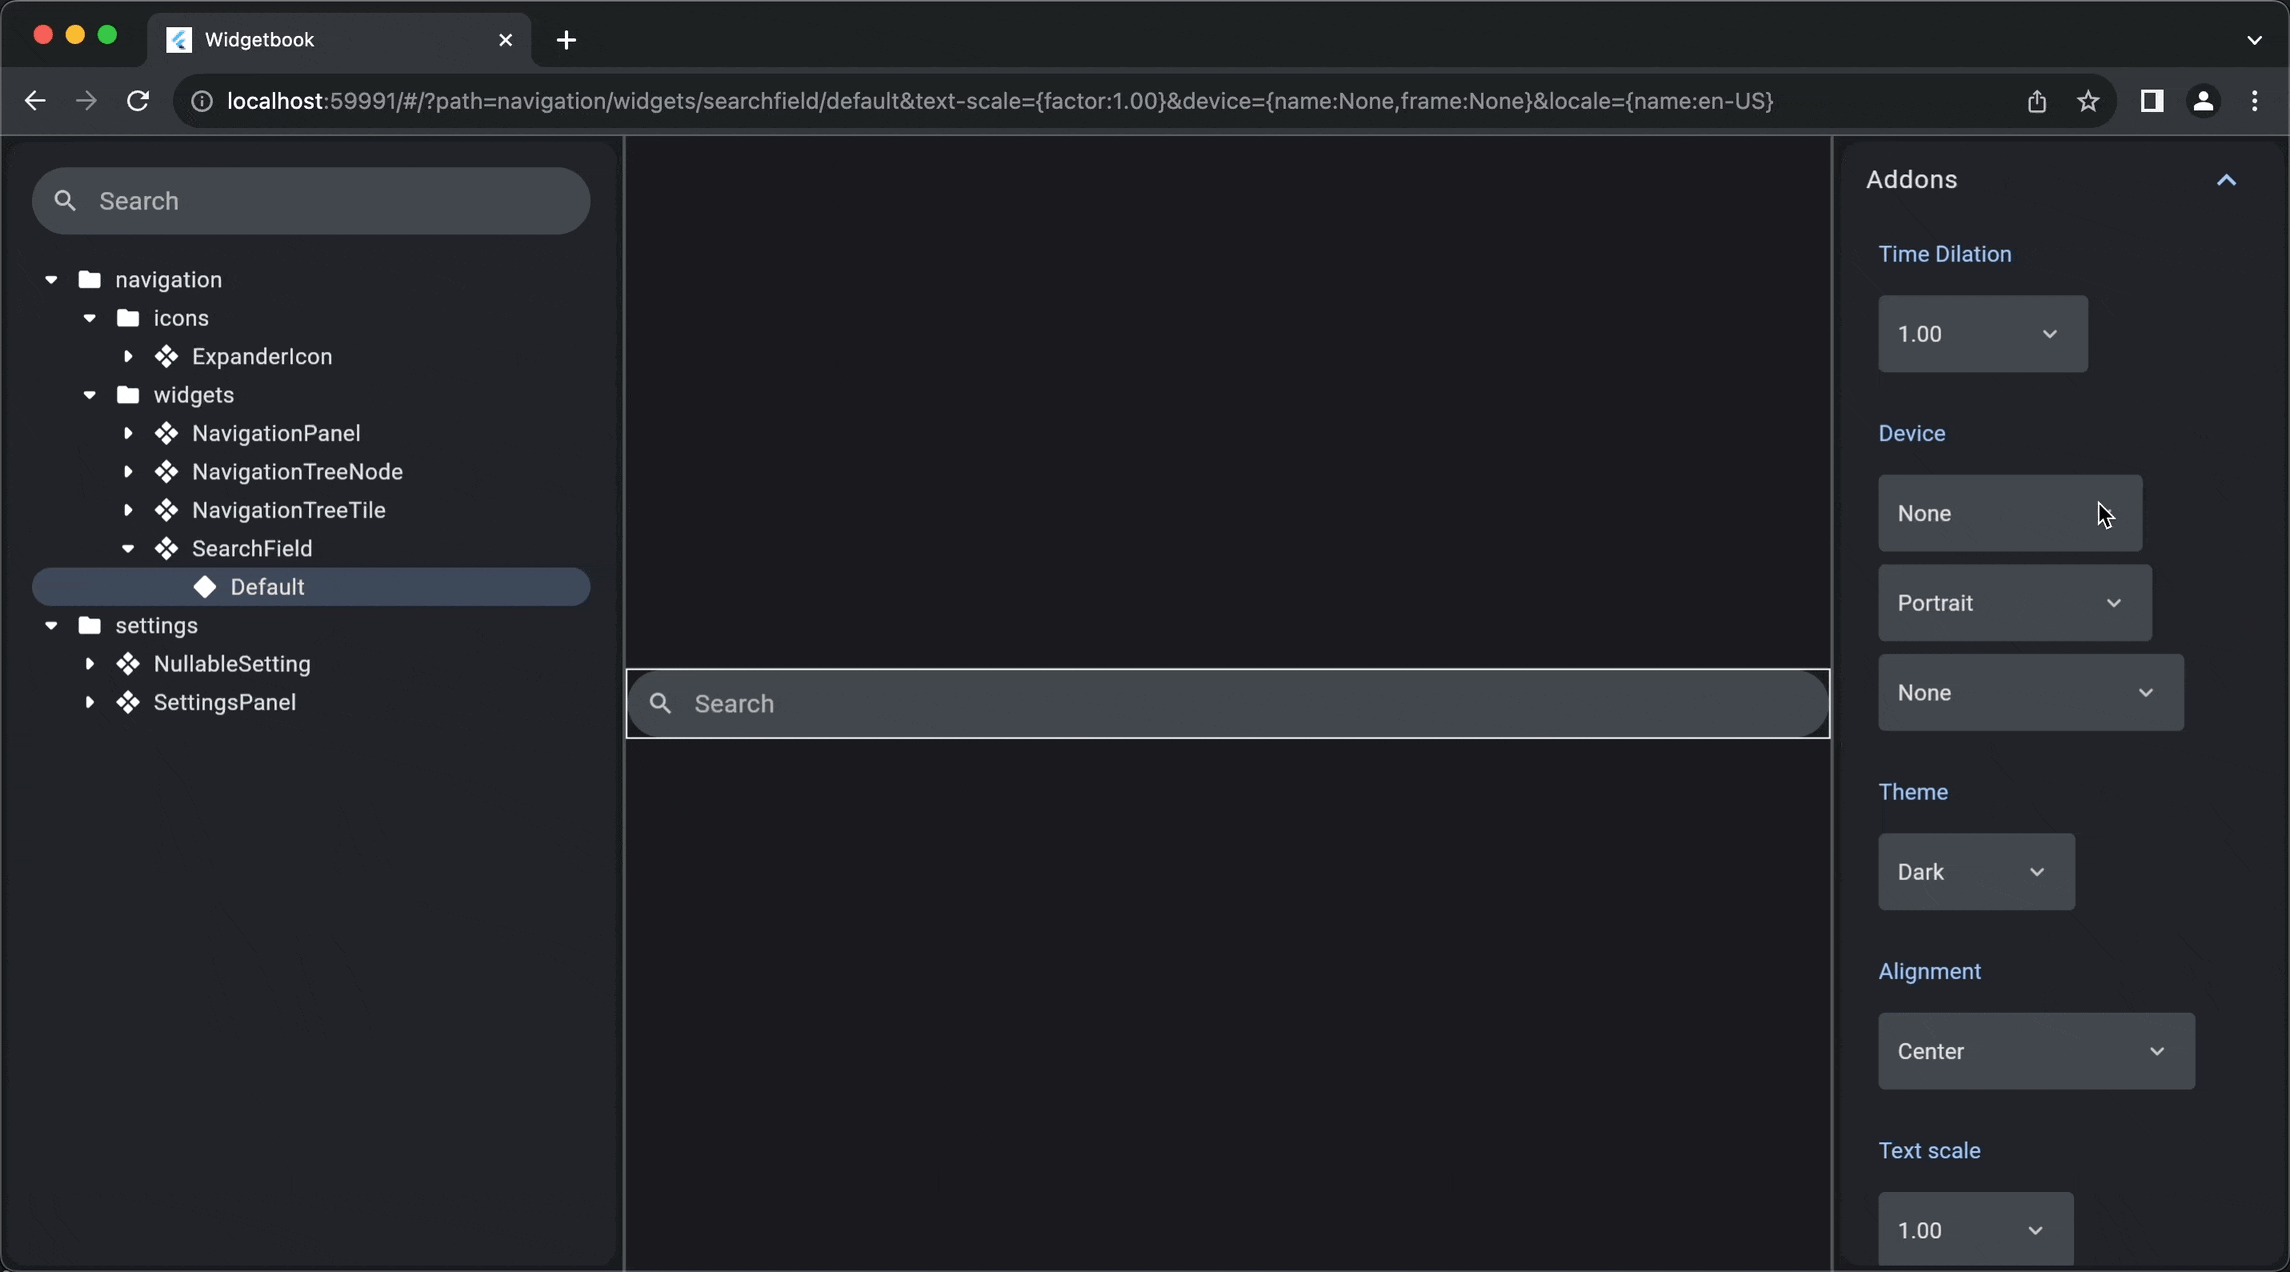 Widgetbook
localhost:59991/#/?path=navigation/widgets/searchfield/default&text-scale={factor:1.00}&device={name:None,frame:None}&locale={name:en-US}
Search
navigation
icons
ExpanderIcon
widgets
NavigationPanel
NavigationTreeNode
NavigationTreeTile
SearchField
Default
settings
NullableSetting
SettingsPanel
Search
Addons
Time Dilation
1.00
Device
None
Portrait
None
Theme
Dark
Alignment
Center
Text scale
1.00